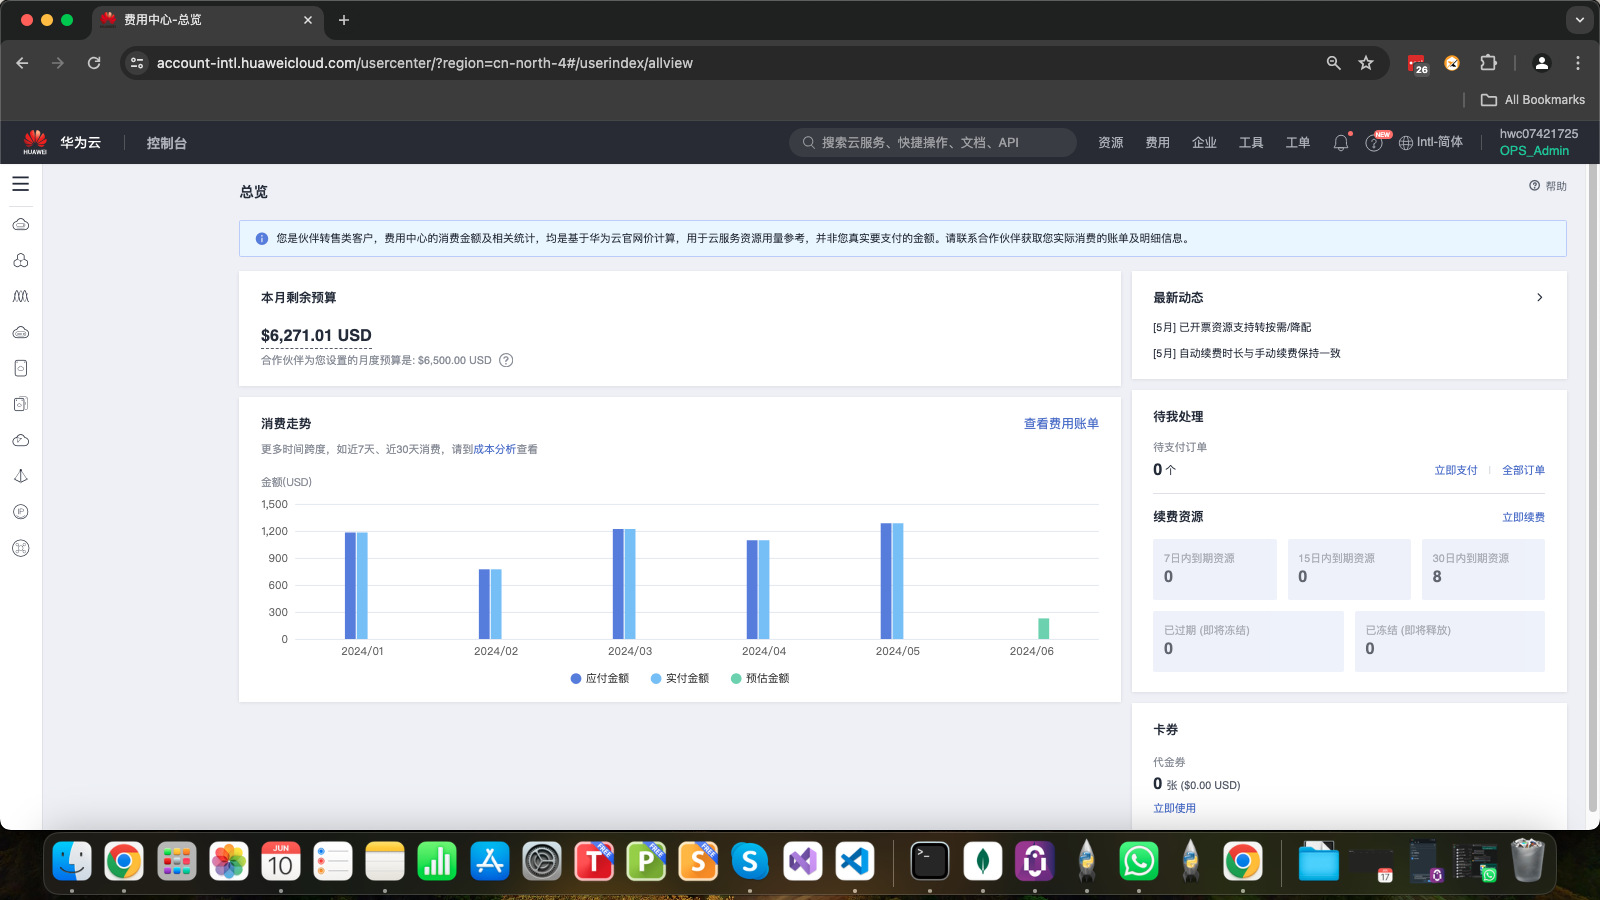 费用中心-总览
account-intl.huaweicloud.com/usercenter/?region=cn-north-4#/userindex/allview
26
All Bookmarks
HUAWEI
华为云
控制台
搜索云服务、快捷操作、文档、API
资源
费用
企业
工具
工单
NEW
Intl-简体
hwc07421725
OPS_Admin
总览
帮助
您是伙伴转售类客户，费用中心的消费金额及相关统计，均是基于华为云官网价计算，用于云服务资源用量参考，并非您真实要支付的金额。请联系合作伙伴获取您实际消费的账单及明细信息。
本月剩余预算
$6,271.01 USD
合作伙伴为您设置的月度预算是: $6,500.00 USD
消费走势
查看费用账单
更多时间跨度，如近7天、近30天消费，请到成本分析查看
金额(USD)
1,500
1,200
900
600
300
0
2024/01
2024/02
2024/03
2024/04
2024/05
2024/06
应付金额
实付金额
预估金额
最新动态
[5月] 已开票资源支持转按需/降配
[5月] 自动续费时长与手动续费保持一致
待我处理
待支付订单
0 个
立即支付
全部订单
续费资源
立即续费
7日内到期资源
0
15日内到期资源
0
30日内到期资源
8
已过期 (即将冻结)
0
已冻结 (即将释放)
0
卡券
代金券
0 张 ($0.00 USD)
立即使用
IP
JUN
10
T
FREE
P
FREE
S
FREE
S
17